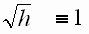 √h ≡ 1